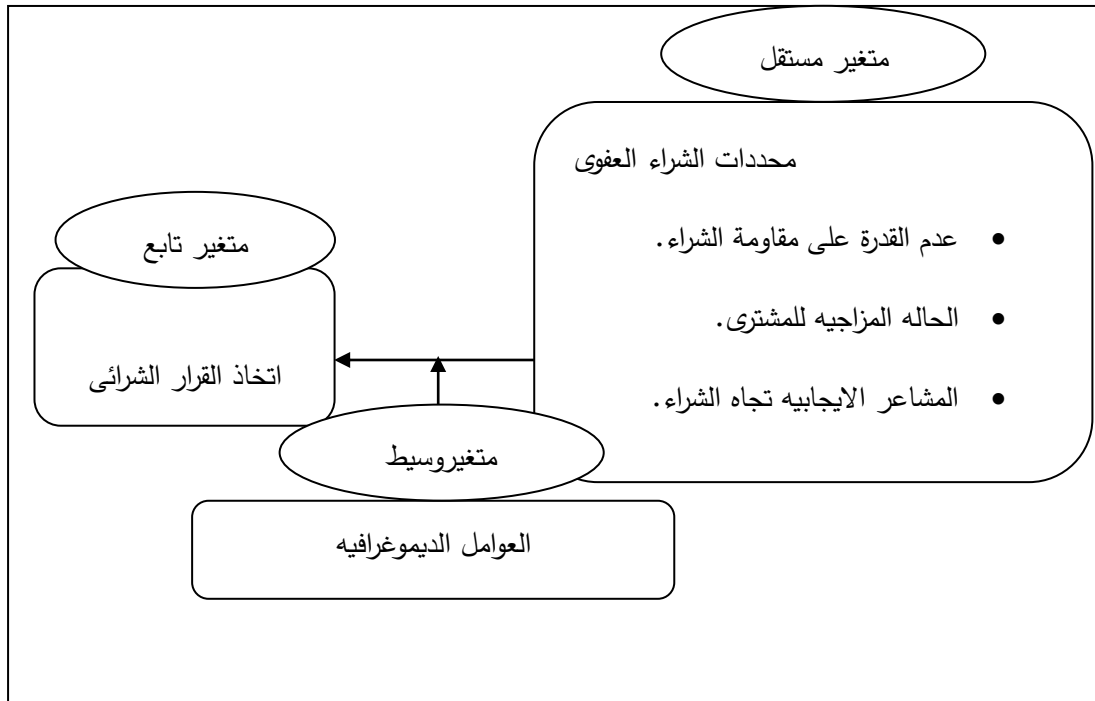 متغير مستقل
محددات الشراء العفوى
• عدم القدرة على مقاومة الشراء.
• الحاله المزاجيه للمشترى.
• المشاعر الايجابيه تجاه الشراء.
متغير تابع
اتخاذ القرار الشرائى
متغيروسيط
العوامل الديموغرافيه